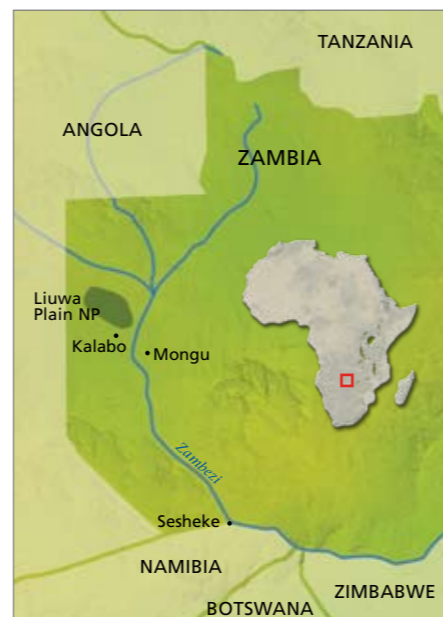 TANZANIA
ANGOLA
ZAMBIA
Liuwa
Plain NP
Kalabo
Mongu
Zambezi
Sesheke
NAMIBIA
ZIMBABWE
BOTSWANA